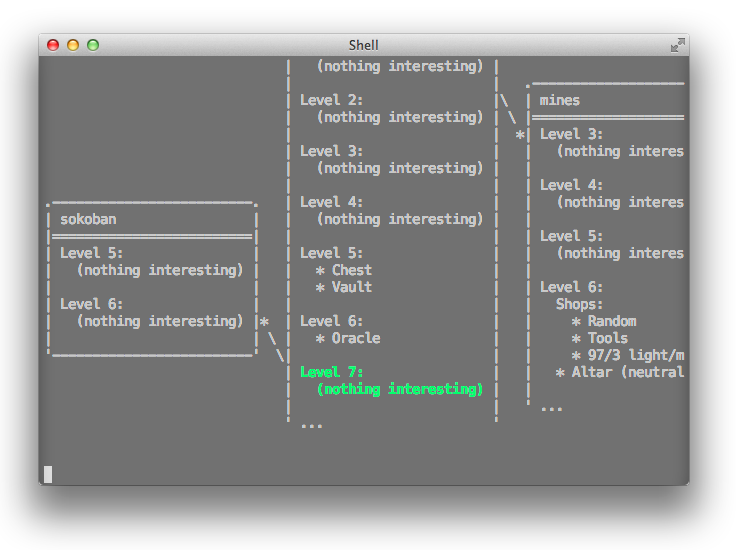 Shell
(nothing interesting)
Level 2:
(nothing interesting)
Level 3:
(nothing interesting)
Level 4:
(nothing interesting)
Level 5:
* Chest
* Vault
Level 6:
* Oracle
Level 7:
(nothing interesting)
...
sokoban
Level 5:
(nothing interesting)
Level 6:
(nothing interesting)
mines
Level 3:
(nothing interes
Level 4:
(nothing interes
Level 5:
(nothing interes
Level 6:
Shops:
* Random
* Tools
* 97/3 light/m
* Altar (neutral
...